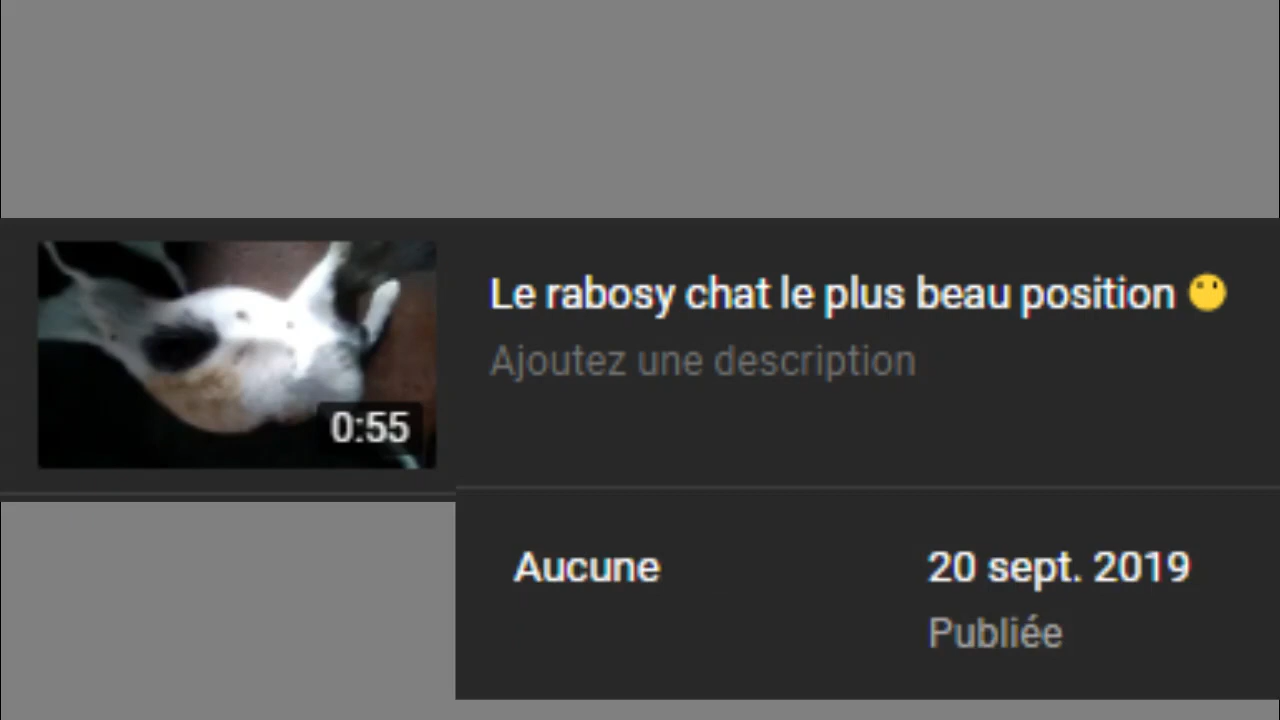 Le rabosy chat le plus beau position 😶
Ajoutez une description
0:55
Aucune
20 sept. 2019
Publiée